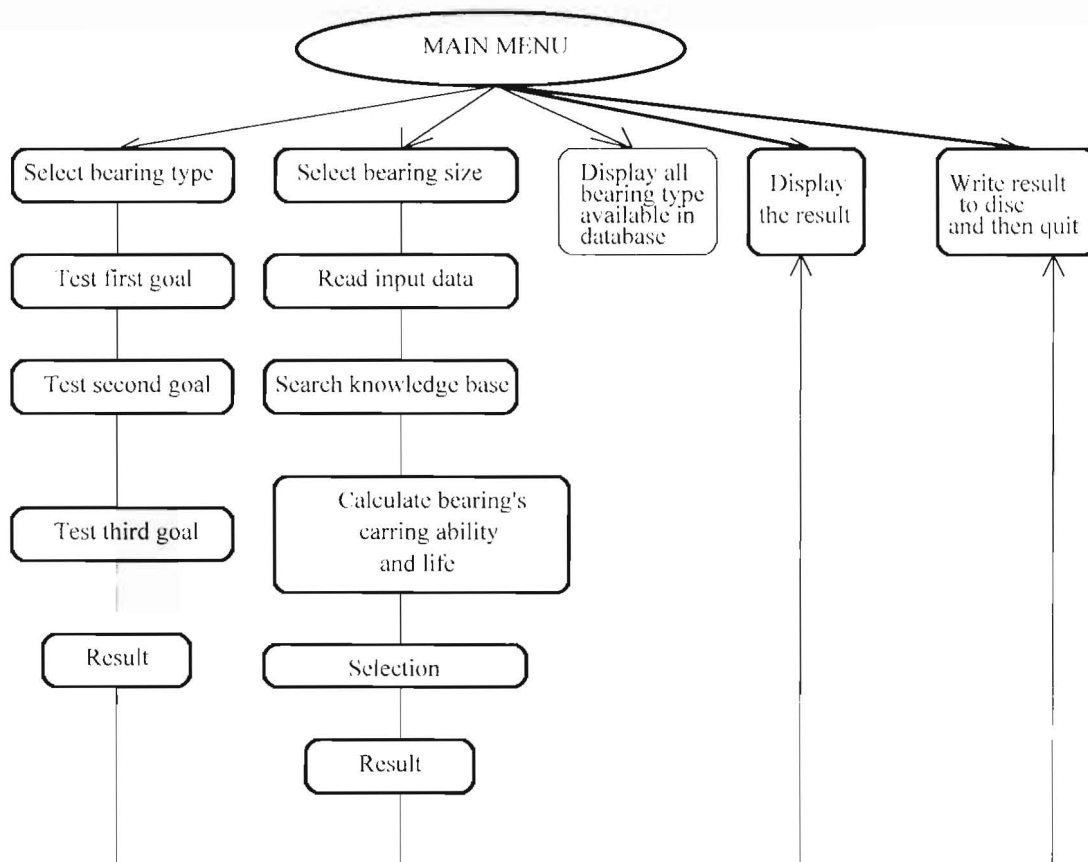 MAIN MENU
Select bearing type
Select bearing size
Display all
bearing type
available in
database
Display
the result
Write result
to disc
and then quit
Test first goal
Read input data
Test second goal
Search knowledge base
Test third goal
Calculate bearing's
carring ability
and life
Result
Selection
Result